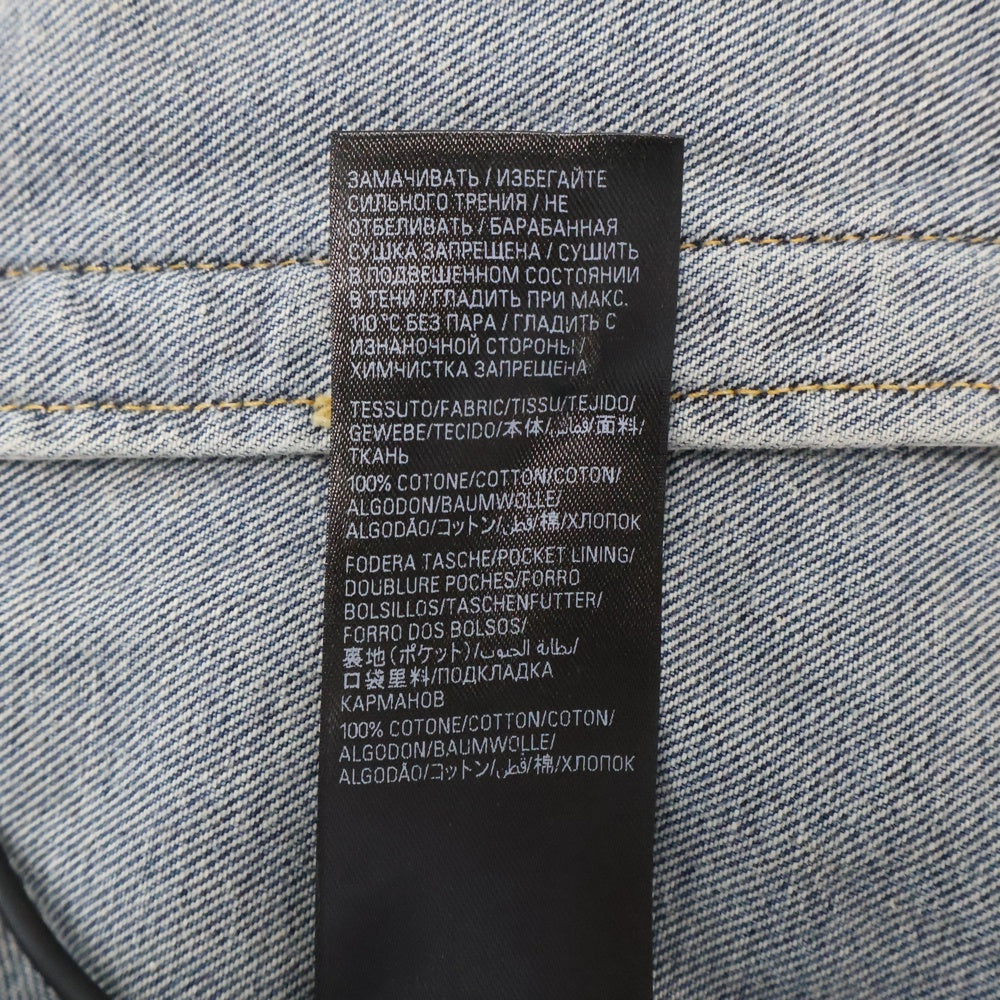 ЗАМАЧИВАТЬ / ИЗБЕГАЙТЕ
СИЛЬНОГО ТРЕНИЯ / НЕ
ОТБЕЛИВАТЬ / БАРАБАННАЯ
СУШКА ЗАПРЕЩЕНА / СУШИТЬ
В ПОДВЕШЕННОМ СОСТОЯНИИ
В ТЕНИ / ГЛАДИТЬ ПРИ МАКС.
110°C БЕЗ ПАРА / ГЛАДИТЬ С
ИЗНАНОЧНОЙ СТОРОНЫ /
ХИМЧИСТКА ЗАПРЕЩЕНА
TESSUTO/FABRIC/TISSU/TEJIDO/
GEWEBE/TECIDO/本体/قماش/面料/
ТКАНЬ
100% COTONE/COTTON/COTON/
ALGODON/BAUMWOLLE/
ALGODÃO/コットン/قطن/棉/ХЛОПОК
FODERA TASCHE/POCKET LINING/
DOUBLURE POCHES/FORRO
BOLSILLOS/TASCHENFUTTER/
FORRO DOS BOLSOS/
裏地(ポケット)/بطانة الجيوب/
口袋里料/ПОДКЛАДКА
КАРМАНОВ
100% COTONE/COTTON/COTON/
ALGODON/BAUMWOLLE/
ALGODÃO/コットン/قطن/棉/ХЛОПОК